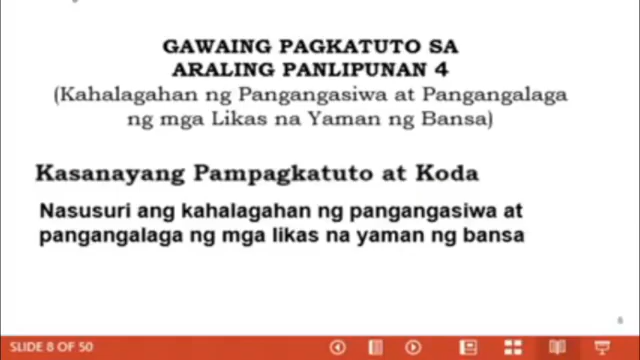 GAWAING PAGKATUTO SA
ARALING PANLIPUNAN 4
(Kahalagahan ng Pangangasiwa at Pangangalaga
ng mga Likas na Yaman ng Bansa)
Kasanayang Pampagkatuto at Koda
Nasusuri ang kahalagahan ng pangangasiwa at
pangangalaga ng mga likas na yaman ng bansa
SLIDE 8 OF 50